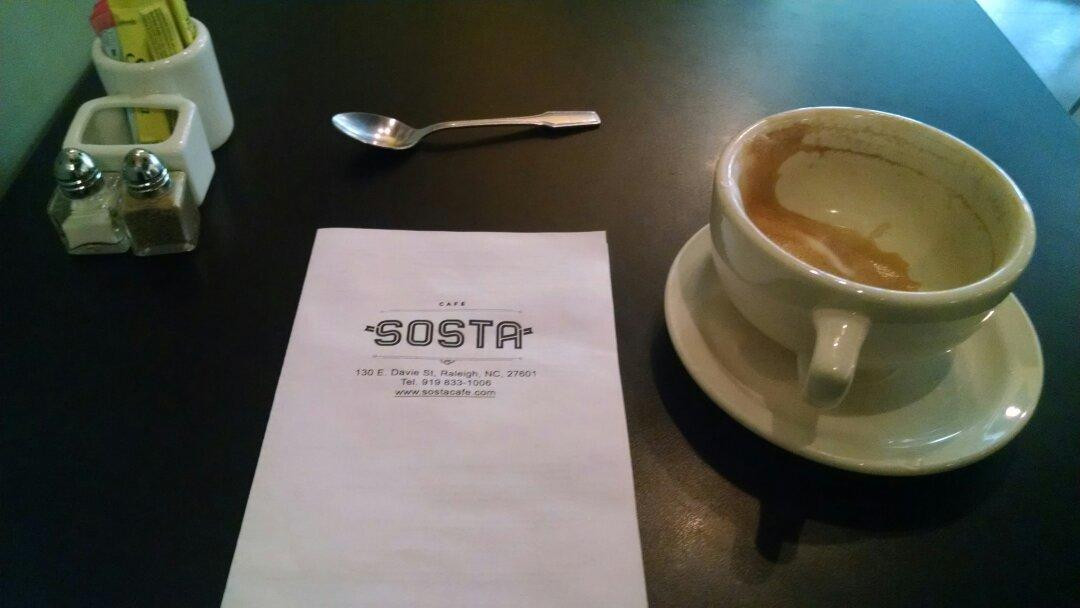 CAFE
SOSTA
130 E. Davie St, Raleigh, NC, 27601
Tel. 919 833-1006
www.sostacafe.com